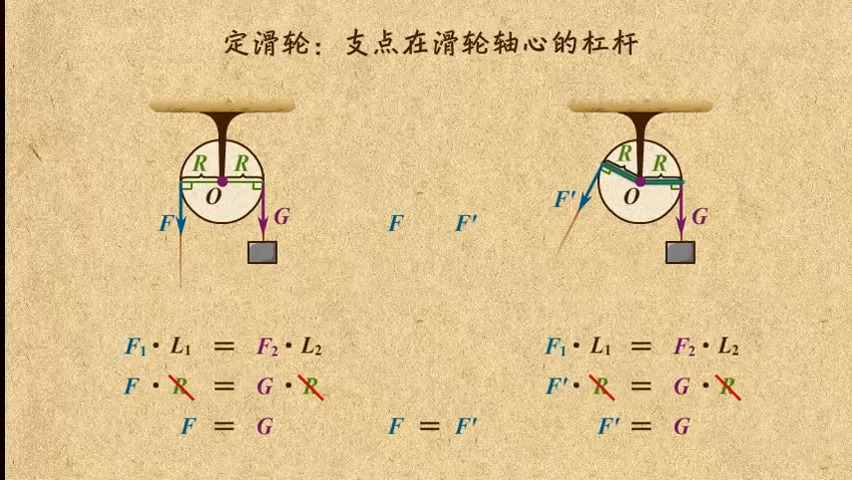 定滑轮：支点在滑轮轴心的杠杆
R R R R
O O
F G F F′ F′ G
F₁·L₁ = F₂·L₂ F₁·L₁ = F₂·L₂
F·R = G·R F′·R = G·R
F = G F = F′ F′ = G